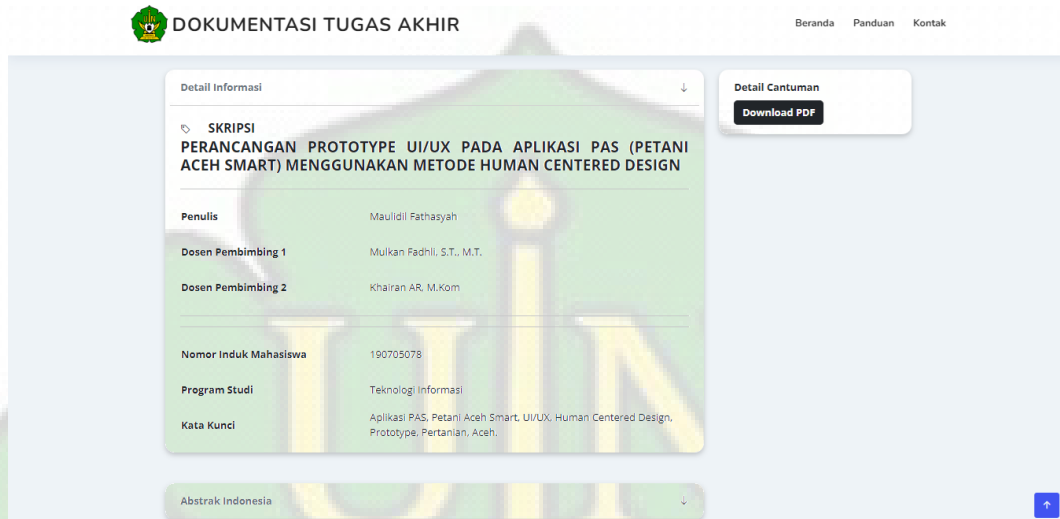 DOKUMENTASI TUGAS AKHIR
Beranda Panduan Kontak
Detail Informasi
SKRIPSI
PERANCANGAN PROTOTYPE UI/UX PADA APLIKASI PAS (PETANI
ACEH SMART) MENGGUNAKAN METODE HUMAN CENTERED DESIGN
Penulis Maulidil Fathasyah
Dosen Pembimbing 1 Mulkan Fadhli, S.T., M.T.
Dosen Pembimbing 2 Khairan AR, M.Kom
Nomor Induk Mahasiswa 190705078
Program Studi Teknologi Informasi
Kata Kunci Aplikasi PAS, Petani Aceh Smart, UI/UX, Human Centered Design,
Prototype, Pertanian, Aceh.
Abstrak Indonesia
Detail Cantuman
Download PDF
UIN